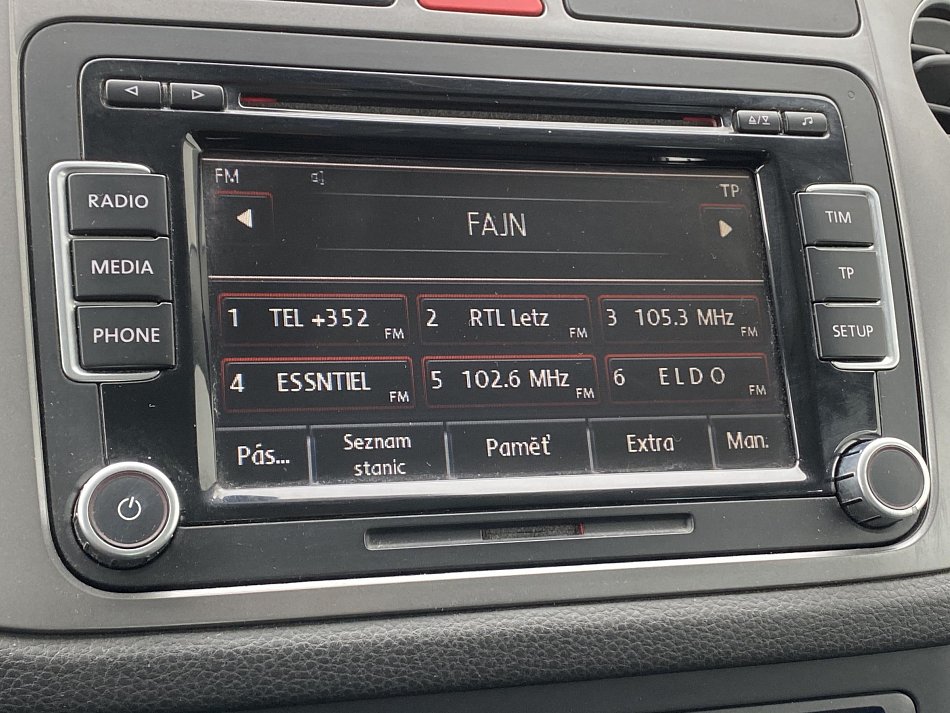 FM
TP
FAJN
RADIO
MEDIA
PHONE
TIM
TP
SETUP
1 TEL +352 FM
2 RTL Letz FM
3 105.3 MHz FM
4 ESSNTIEL FM
5 102.6 MHz FM
6 E L D O FM
Pás...
Seznam
stanic
Paměť
Extra
Man.